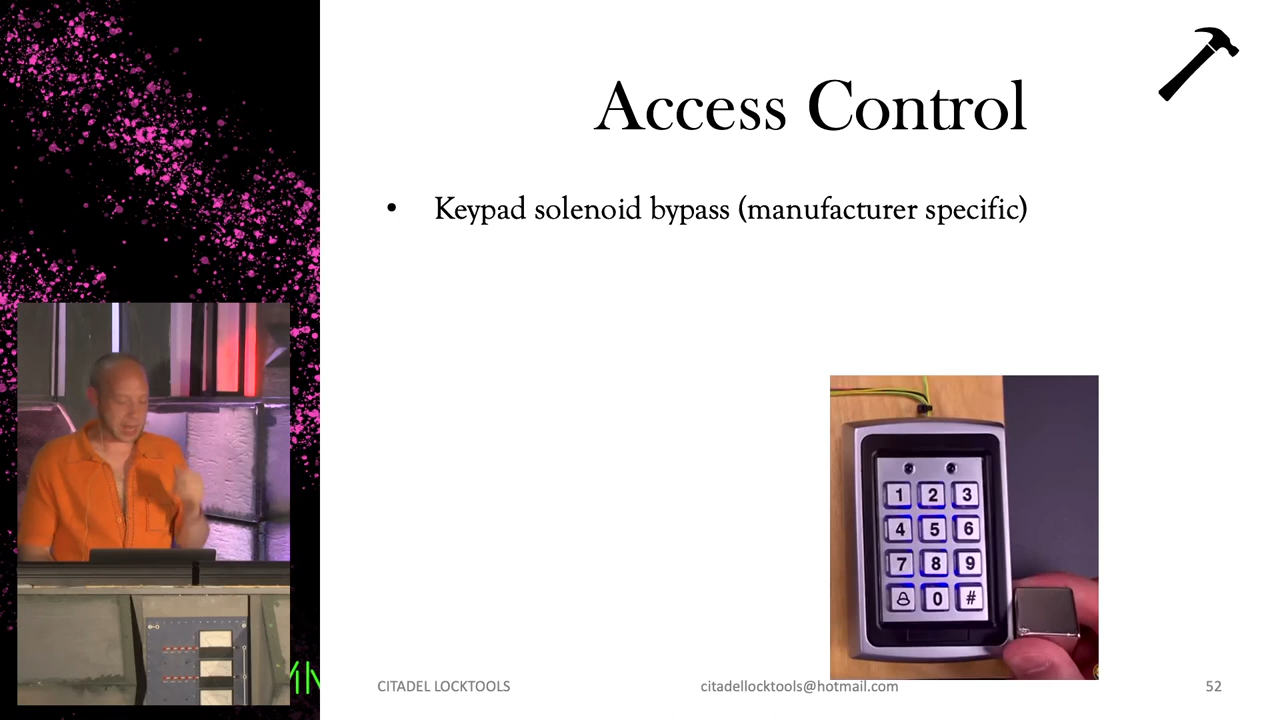 Access Control
• Keypad solenoid bypass (manufacturer specific)
1 2 3
4 5 6
7 8 9
0 #
CITADEL LOCKTOOLS
citadellocktools@hotmail.com
52